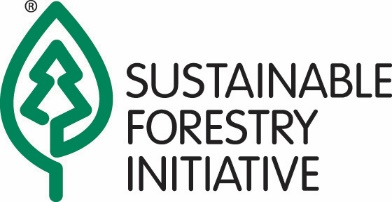 ®
SUSTAINABLE
FORESTRY
INITIATIVE